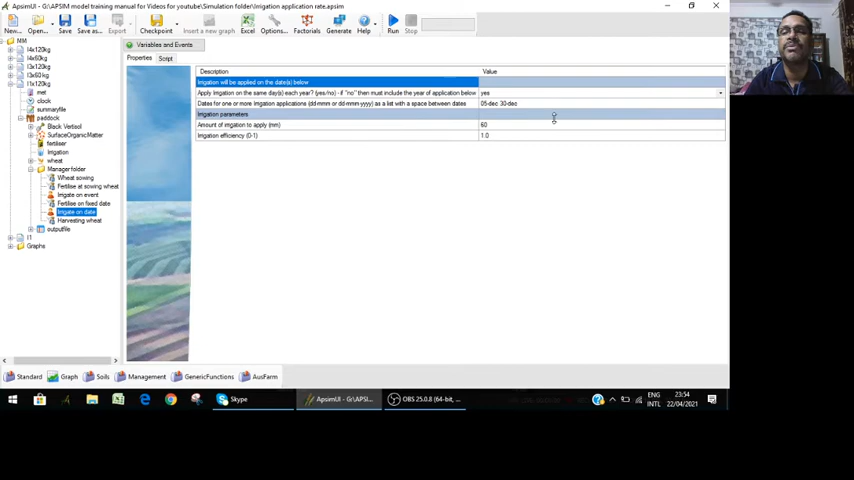 ApsimUI - G:\APSIM model training manual for Videos for youtube\Simulation folder\Irrigation application rate.apsim
New... Open... Save Save as... Export Checkpoint Insert a new graph Excel Options... Factorials Run Stop Generate Help
NM
I4x120kg
I4x60kg
I3x120kg
I3x60 kg
I1x120kg
met
clock
summaryfile
paddock
Black Vertisol
SurfaceOrganicMatter
fertiliser
Irrigation
wheat
Manager folder
Wheat sowing
Fertilise at sowing wheat
Irrigate on event
Fertilise on fixed date
Irrigate on date
Harvesting wheat
outputfile
I1
Graphs
Variables and Events
Properties Script
Description Value
Irrigation will be applied on the date(s) below
Apply Irrigation on the same day(s) each year? (yes/no) - if "no" then must include the year of application below yes
Dates for one or more Irrigation applications (dd-mmm or dd-mmm-yyyy) as a list with a space between dates 05-dec 30-dec
Irrigation parameters
Amount of irrigation to apply (mm) 60
Irrigation efficiency (0-1) 1.0
Standard Graph Soils Management GenericFunctions AusFarm
Skype ApsimUI - G:\APSI... OBS 25.0.8 (64-bit, ...
ENG
INTL
23:54
22/04/2021